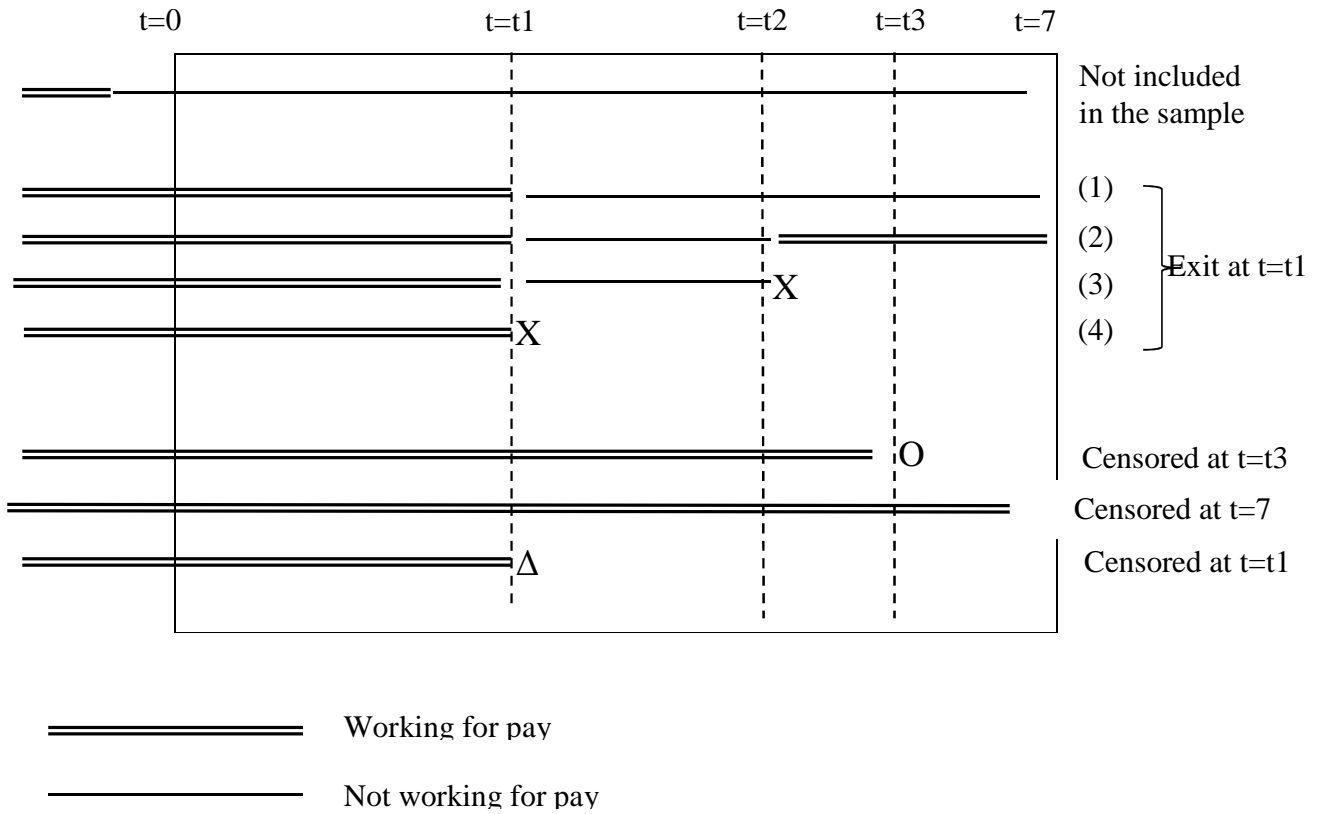 t=0 t=t1 t=t2 t=t3 t=7
Not included
in the sample
(1)
(2)
Exit at t=t1
(3)
X
(4)
X
O
Censored at t=t3
Censored at t=7
Δ
Censored at t=t1
Working for pay
Not working for pay